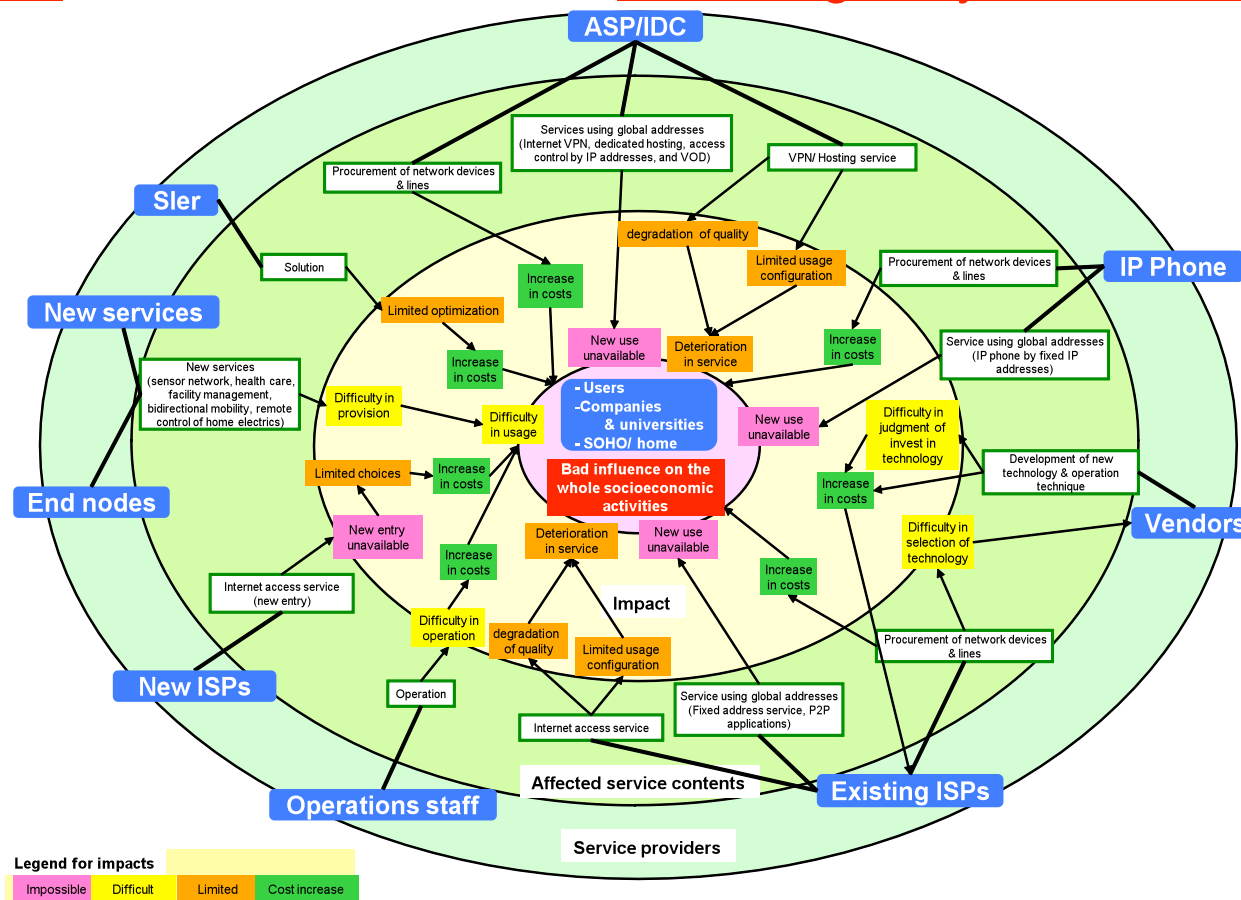 ASP/IDC
Services using global addresses
(Internet VPN, dedicated hosting, access
control by IP addresses, and VOD)
VPN/ Hosting service
Procurement of network devices
& lines
SIer
degradation of quality
Limited usage
configuration
Procurement of network devices
& lines
IP Phone
Solution
Increase
in costs
New services
Limited optimization
New use
unavailable
Deterioration
in service
Increase
in costs
Service using global addresses
(IP phone by fixed IP
addresses)
Increase
in costs
New services
(sensor network, health care,
facility management,
bidirectional mobility, remote
control of home electrics)
Difficulty in
provision
Difficulty
in usage
- Users
-Companies
& universities
- SOHO/ home
New use
unavailable
Difficulty in
judgment of
invest in
technology
Bad influence on the
whole socioeconomic
activities
Limited choices
Increase
in costs
Increase
in costs
Development of new
technology & operation
technique
End nodes
Vendors
New entry
unavailable
Deterioration
in service
New use
unavailable
Difficulty in
selection of
technology
Increase
in costs
Increase
in costs
Internet access service
(new entry)
Impact
Difficulty in
operation
degradation
of quality
Limited usage
configuration
Procurement of network devices
& lines
New ISPs
Operation
Service using global addresses
(Fixed address service, P2P
applications)
Internet access service
Affected service contents
Existing ISPs
Operations staff
Service providers
Legend for impacts
Impossible
Difficult
Limited
Cost increase